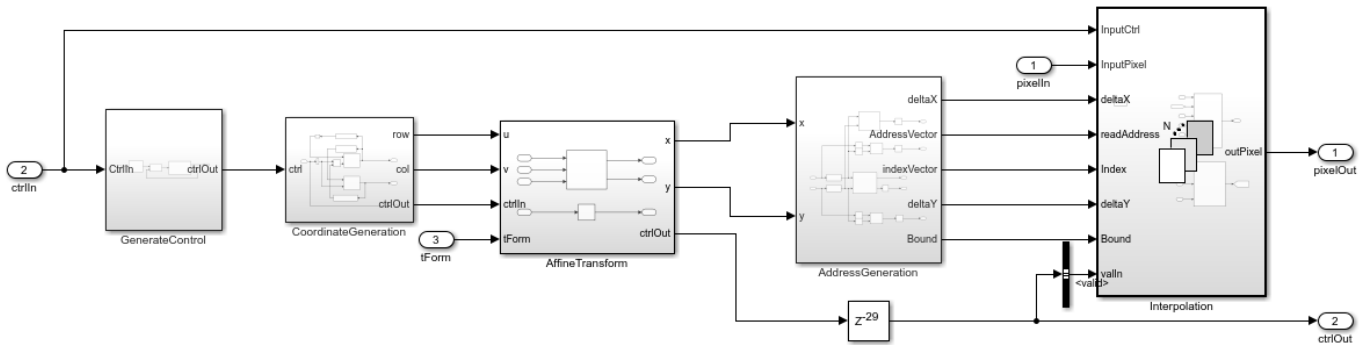 InputCtrl
1
pixelIn
InputPixel
deltaX
deltaX
row
u
x
x
CtrlIn
ctrlOut
ctrl
AddressVector
readAddress
N
outPixel
1
pixelOut
2
ctrlIn
col
v
indexVector
Index
y
y
ctrlOut
ctrlIn
deltaY
deltaY
GenerateControl
CoordinateGeneration
3
tForm
tForm
ctrlOut
Bound
Bound
AffineTransform
AddressGeneration
valIn
<valid>
Interpolation
Z-29
2
ctrlOut